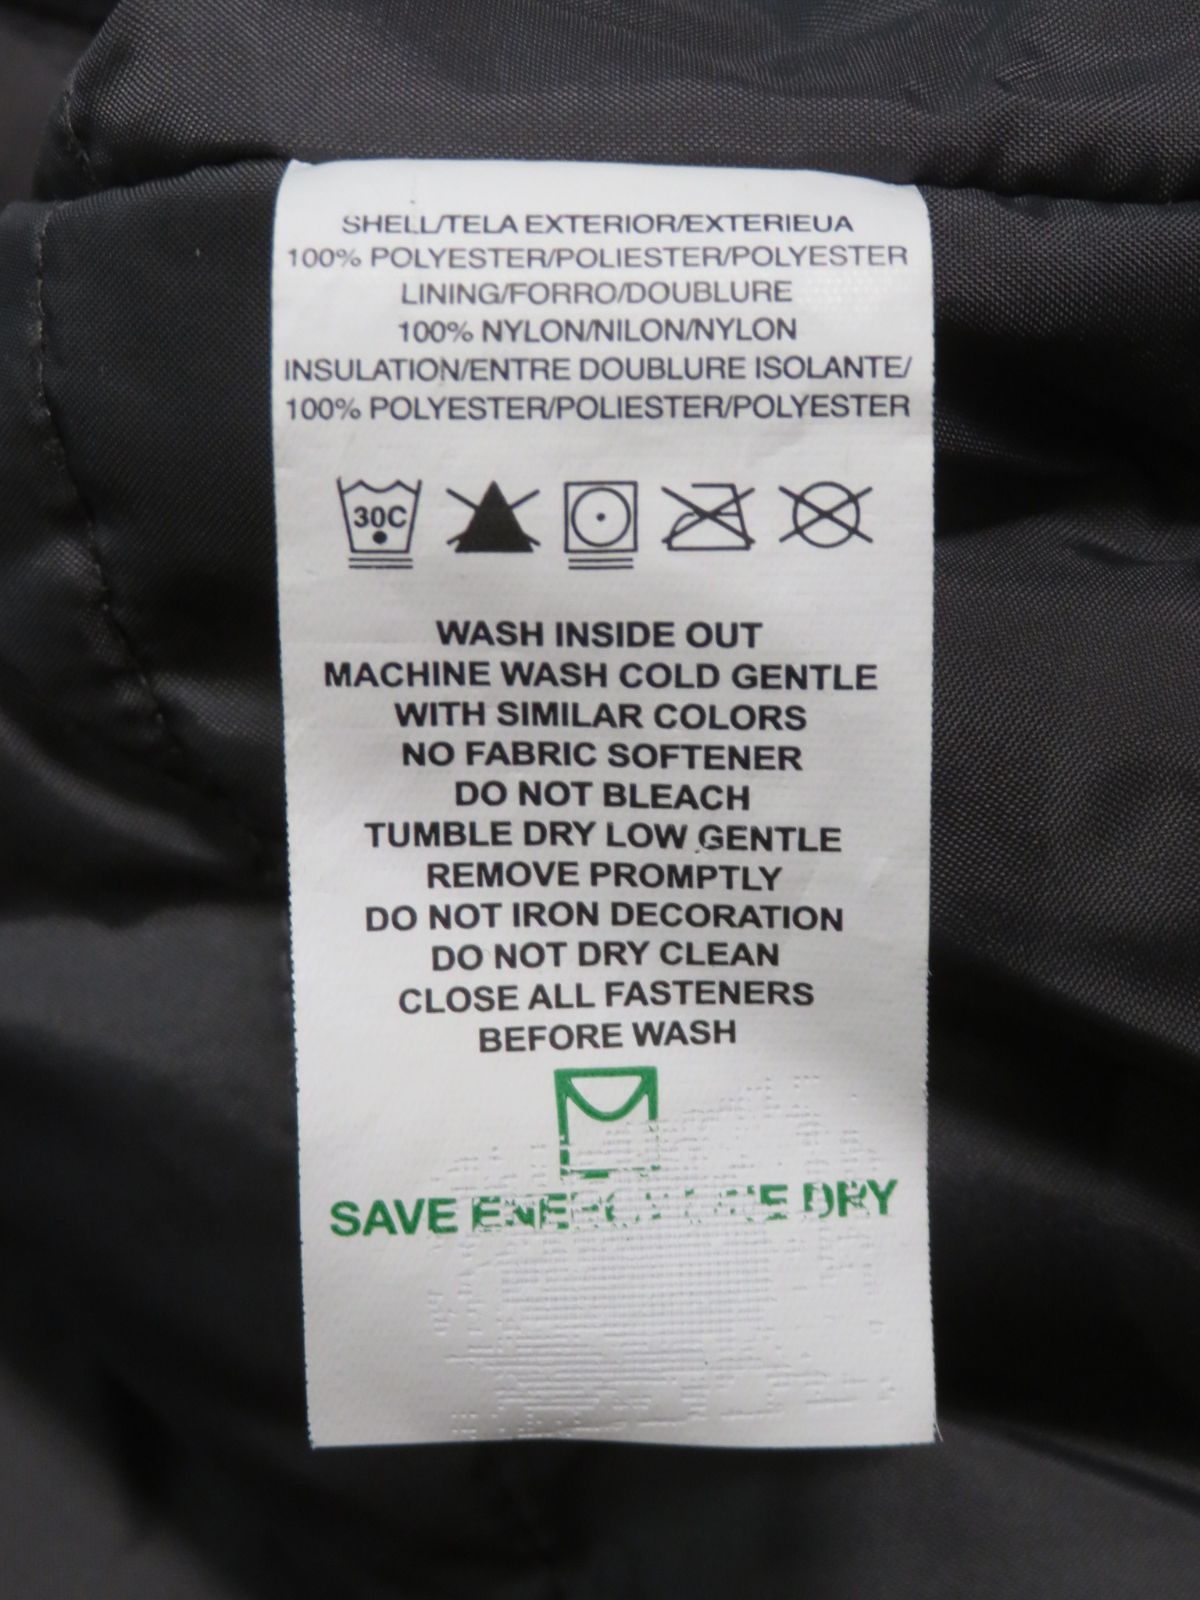 SHELL/TELA EXTERIOR/EXTERIEUA
100% POLYESTER/POLIESTER/POLYESTER
LINING/FORRO/DOUBLURE
100% NYLON/NILON/NYLON
INSULATION/ENTRE DOUBLURE ISOLANTE/
100% POLYESTER/POLIESTER/POLYESTER
30C
WASH INSIDE OUT
MACHINE WASH COLD GENTLE
WITH SIMILAR COLORS
NO FABRIC SOFTENER
DO NOT BLEACH
TUMBLE DRY LOW GENTLE
REMOVE PROMPTLY
DO NOT IRON DECORATION
DO NOT DRY CLEAN
CLOSE ALL FASTENERS
BEFORE WASH
SAVE ENERGY LINE DRY